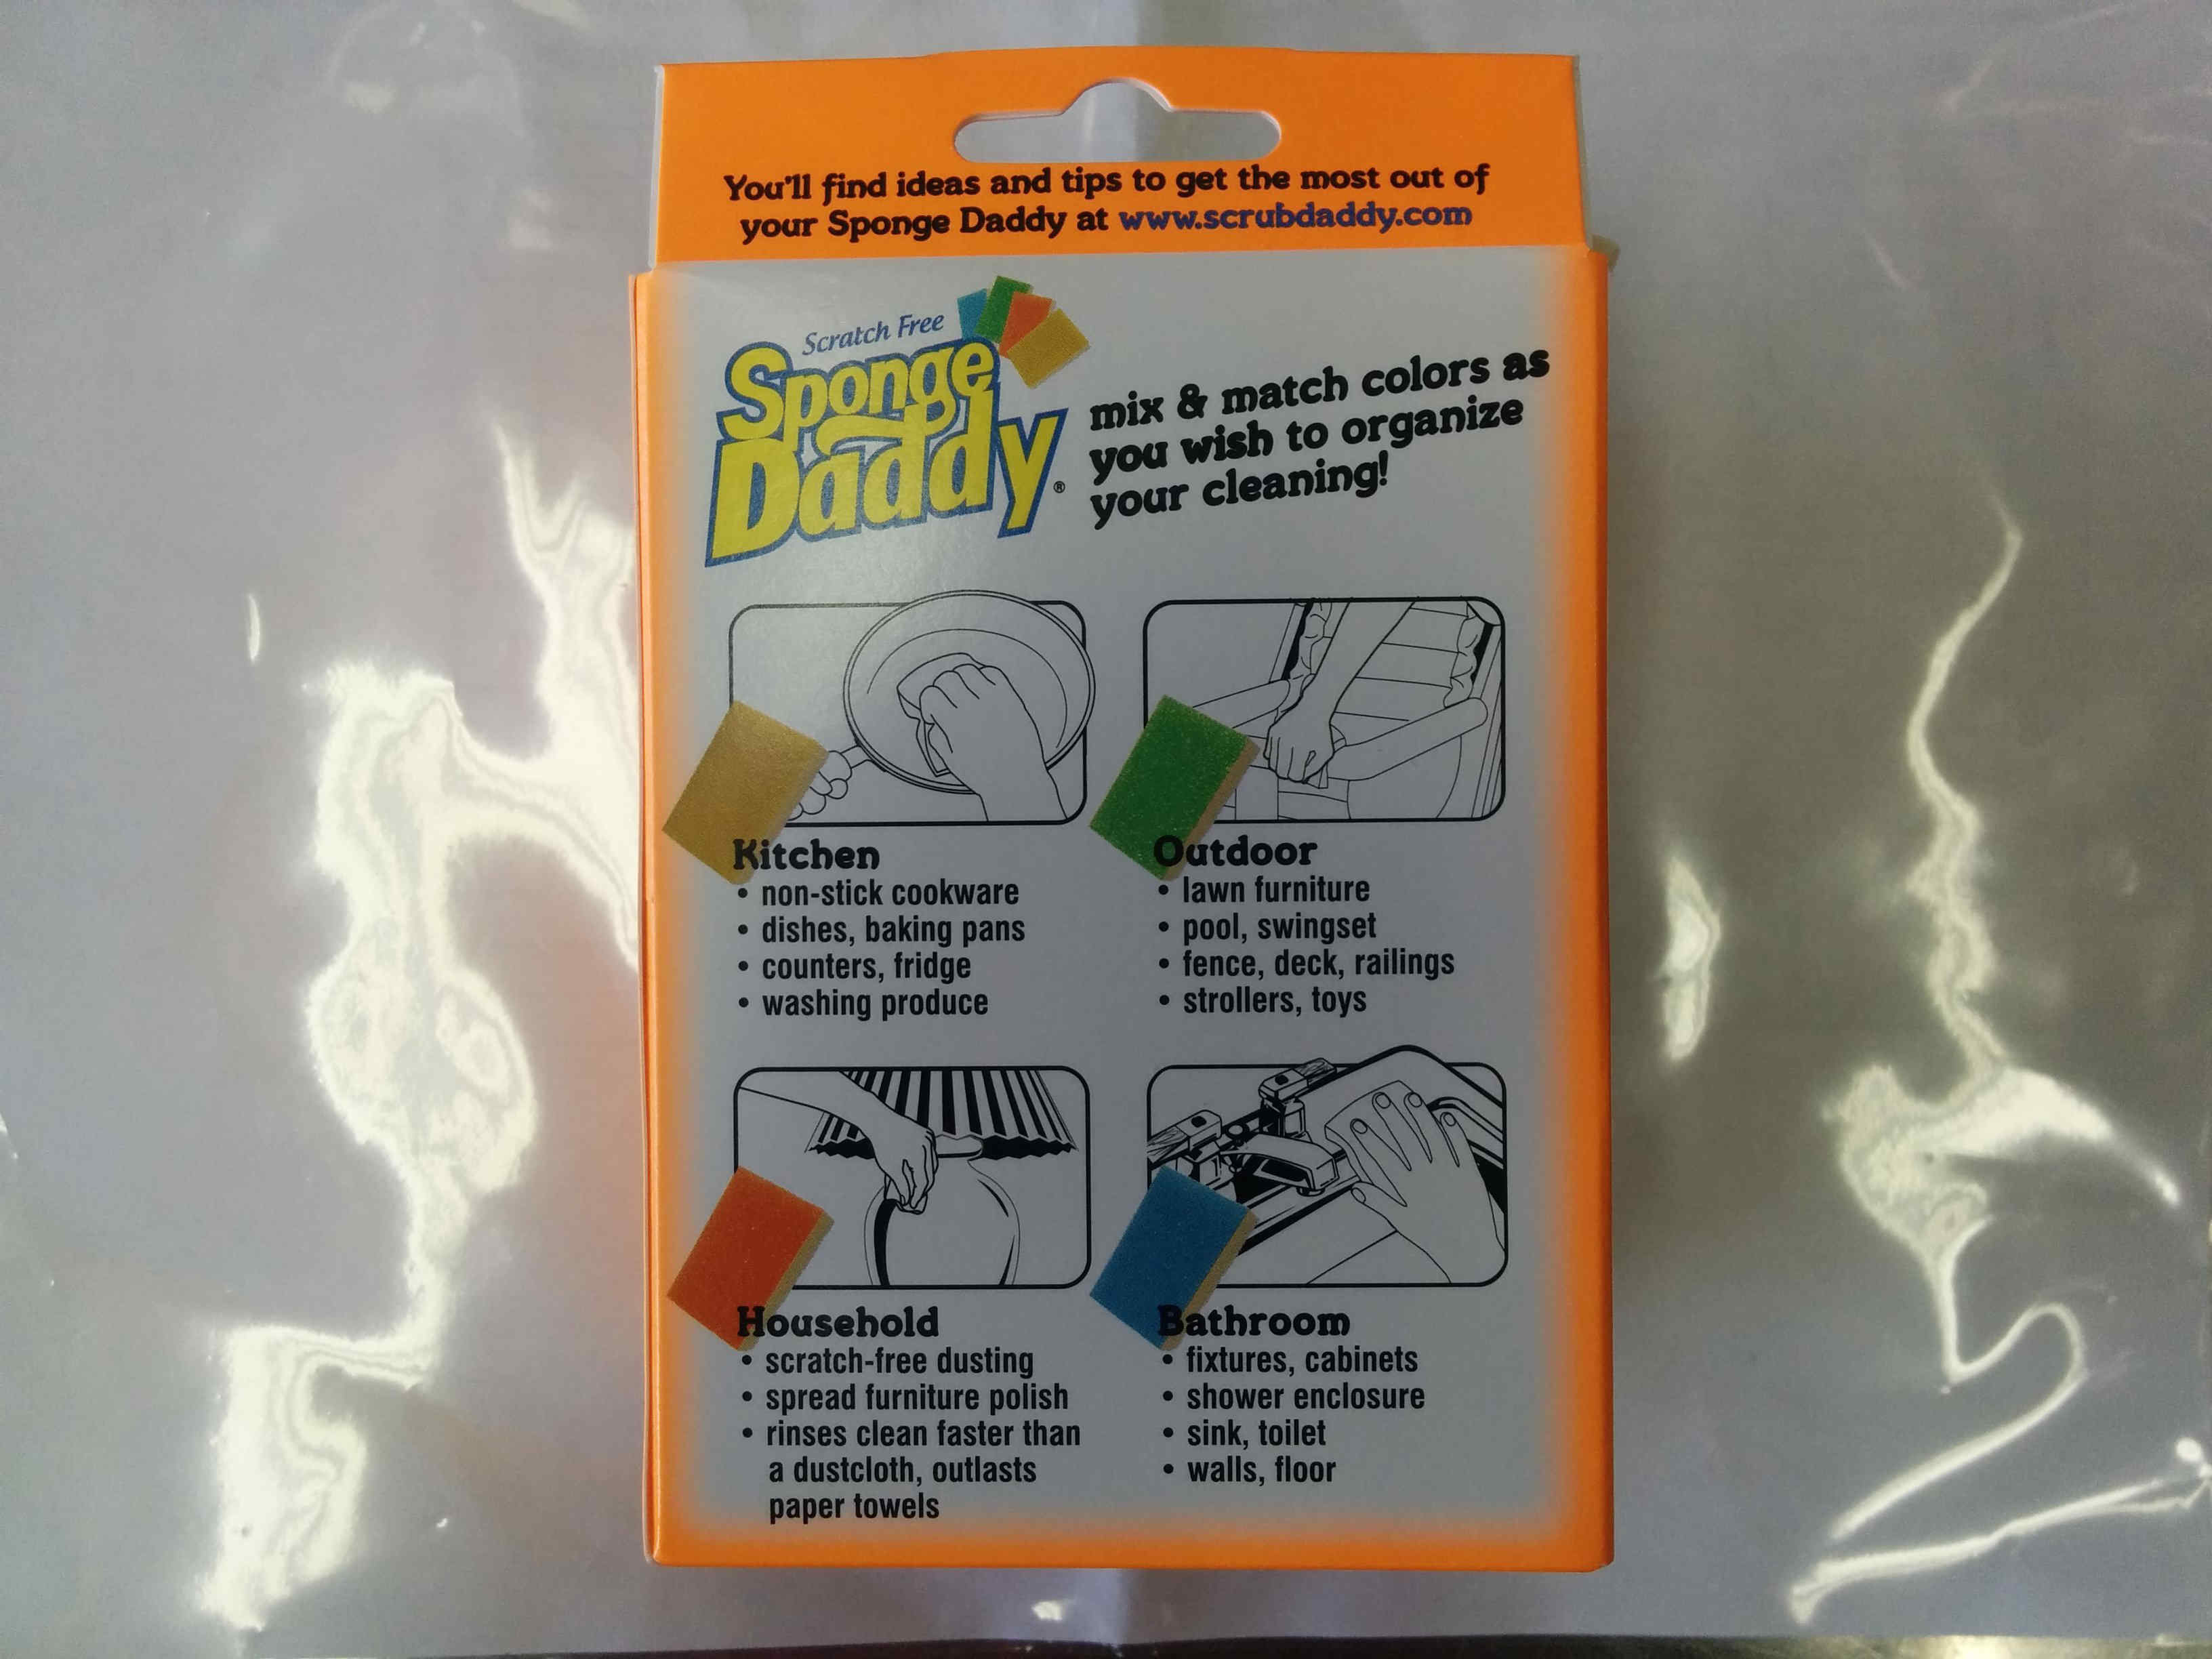 You'll find ideas and tips to get the most out of
your Sponge Daddy at www.scrubdaddy.com
Scratch Free
Sponge
Daddy®
mix & match colors as
you wish to organize
your cleaning!
Kitchen
• non-stick cookware
• dishes, baking pans
• counters, fridge
• washing produce
Outdoor
• lawn furniture
• pool, swingset
• fence, deck, railings
• strollers, toys
Household
• scratch-free dusting
• spread furniture polish
• rinses clean faster than
a dustcloth, outlasts
paper towels
Bathroom
• fixtures, cabinets
• shower enclosure
• sink, toilet
• walls, floor